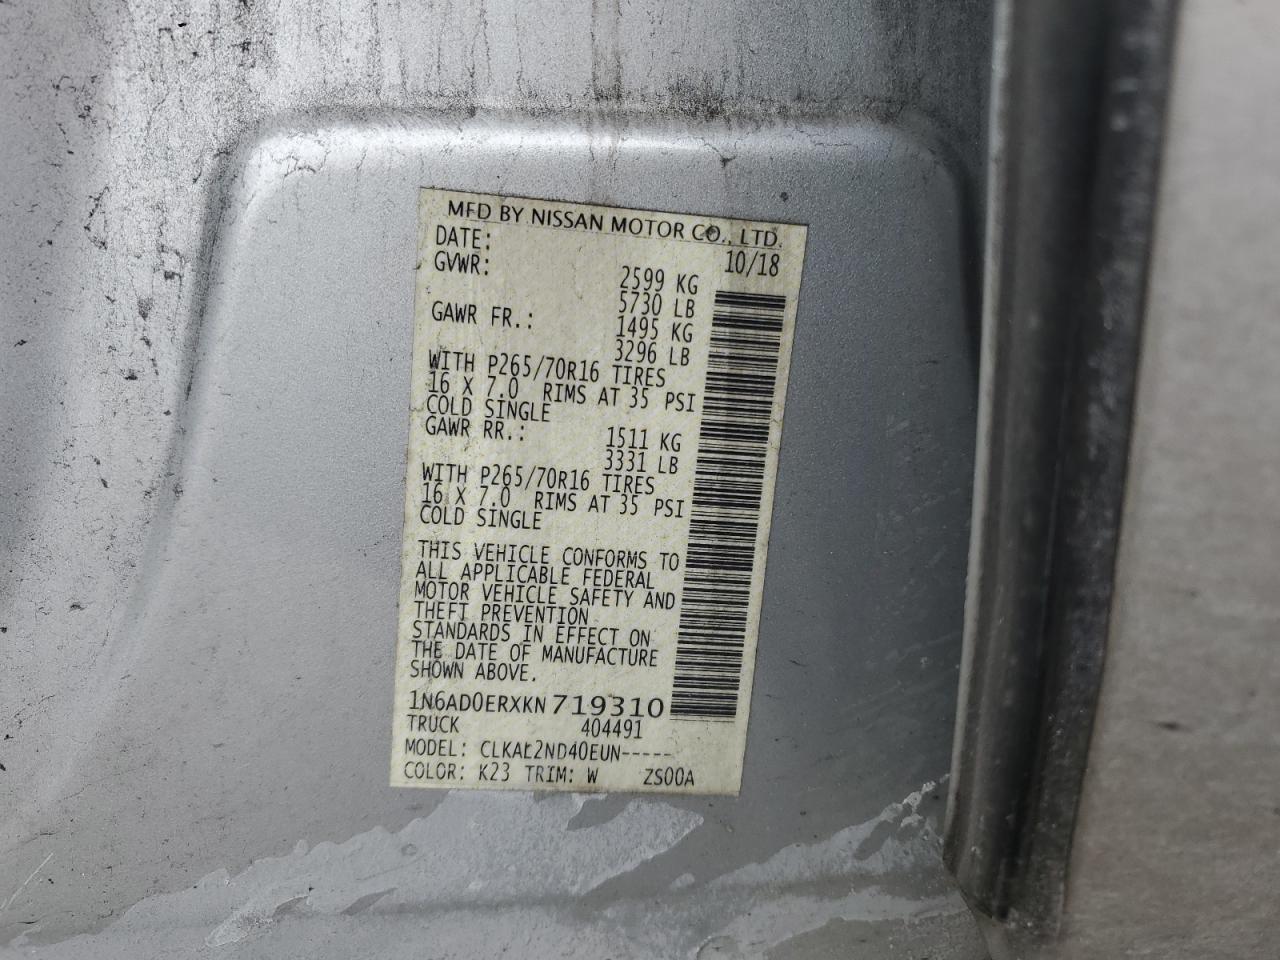 MFD BY NISSAN MOTOR CO., LTD.
DATE: 10/18
GVWR: 2599 KG
5730 LB
GAWR FR.: 1495 KG
3296 LB
WITH P265/70R16 TIRES
16 X 7.0 RIMS AT 35 PSI
COLD SINGLE
GAWR RR.: 1511 KG
3331 LB
WITH P265/70R16 TIRES
16 X 7.0 RIMS AT 35 PSI
COLD SINGLE
THIS VEHICLE CONFORMS TO
ALL APPLICABLE FEDERAL
MOTOR VEHICLE SAFETY AND
THEFT PREVENTION
STANDARDS IN EFFECT ON
THE DATE OF MANUFACTURE
SHOWN ABOVE.
1N6AD0ERXKN 719310
TRUCK 404491
MODEL: CLKAL2ND40EUN-----
COLOR: K23 TRIM: W ZS00A